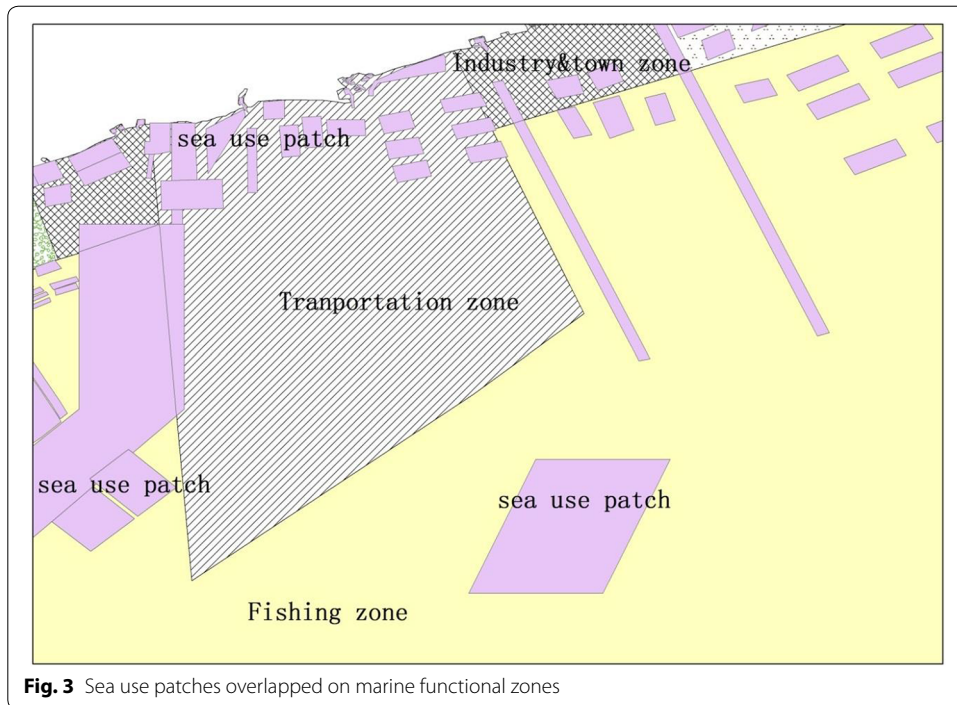 Industry&town zone
sea use patch
Tranportation zone
sea use patch
sea use patch
Fishing zone
Fig. 3 Sea use patches overlapped on marine functional zones